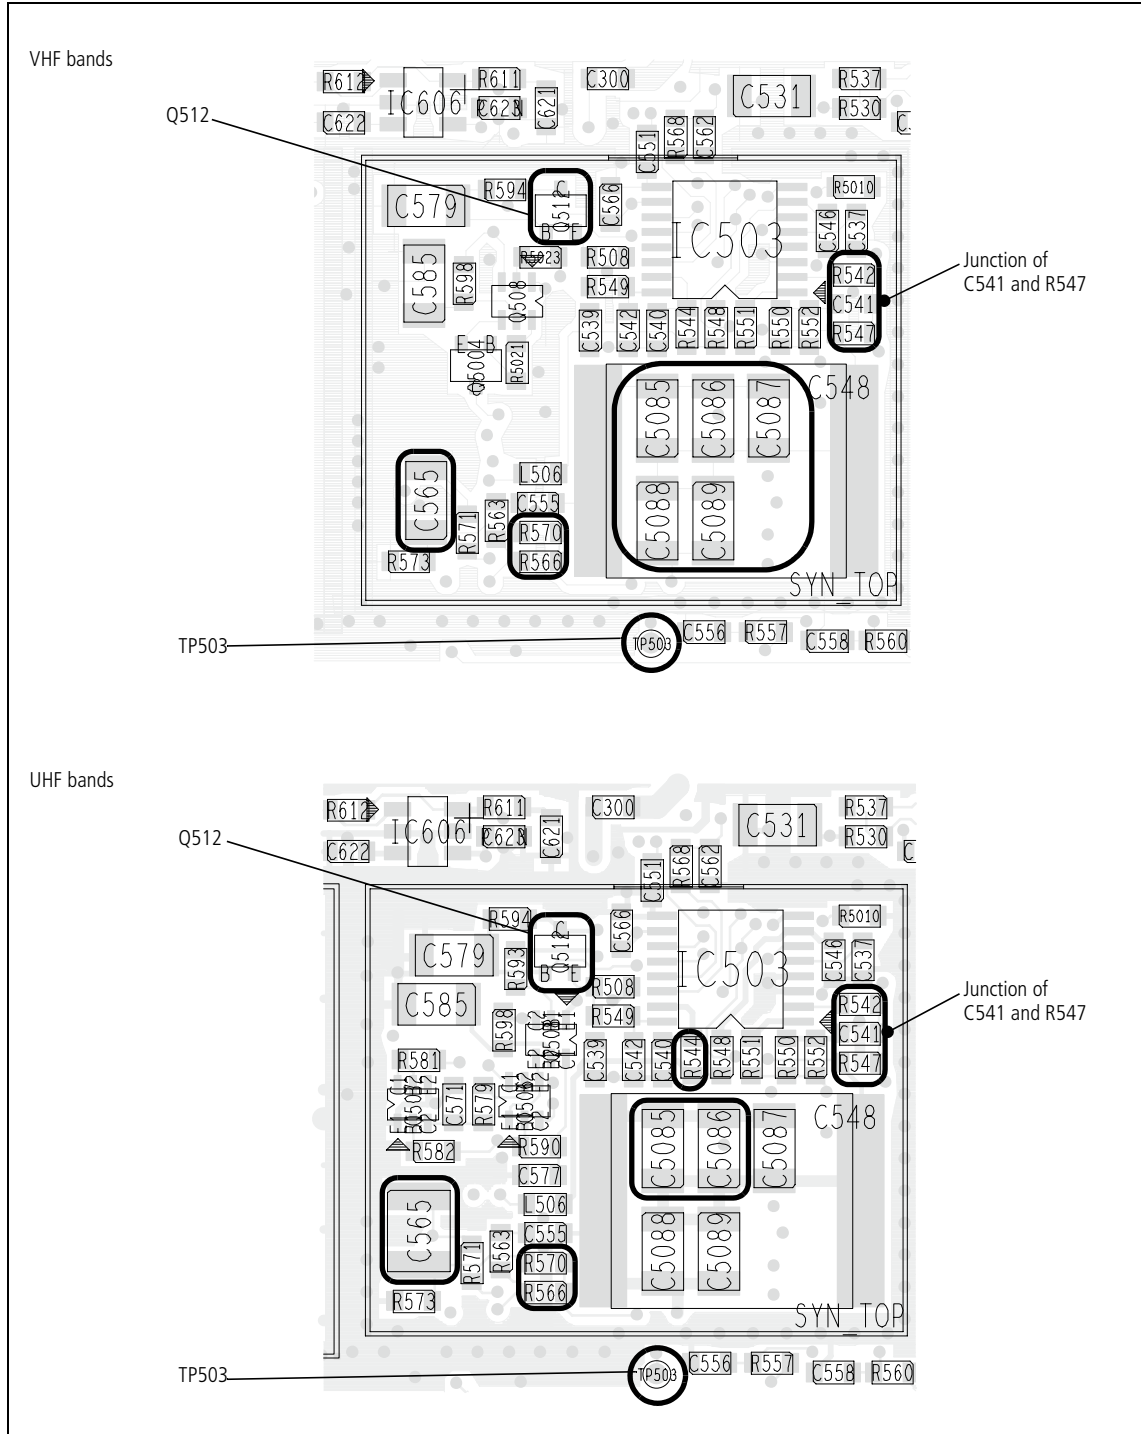 VHF bands
R612
IC606
R611
C623
P N
C621
C300
C531
R537
R530
C622
Q512
C551
R568
C562
C579
R594
C
Q512
B E
C566
IC503
R5010
C546
C537
R5023
R508
R549
C585
R598
Q508
R542
C541
R547
Junction of
C541 and R547
C539
C542
C540
R544
R548
R551
R550
R552
E B
Q5004
C
R5021
C5085
C5086
C5087
C548
C565
L506
C555
R571
R563
R570
R566
R573
C5088
C5089
SYN_TOP
TP503
TP503
C556
R557
C558
R560
UHF bands
R612
IC606
R611
C623
P N
C621
C300
C531
R537
R530
C622
C
Q512
C551
R568
C562
R594
C
Q512
B E
C566
IC503
R5010
C546
C537
C579
R593
R508
R549
C585
R598
R542
C541
R547
Junction of
C541 and R547
C539
C542
C540
R544
R548
R551
R550
R552
R581
C571
R579
R582
R590
C577
L506
C555
C5085
C5086
C5087
C548
C565
R571
R563
R570
R566
R573
C5088
C5089
SYN_TOP
TP503
TP503
C556
R557
C558
R560